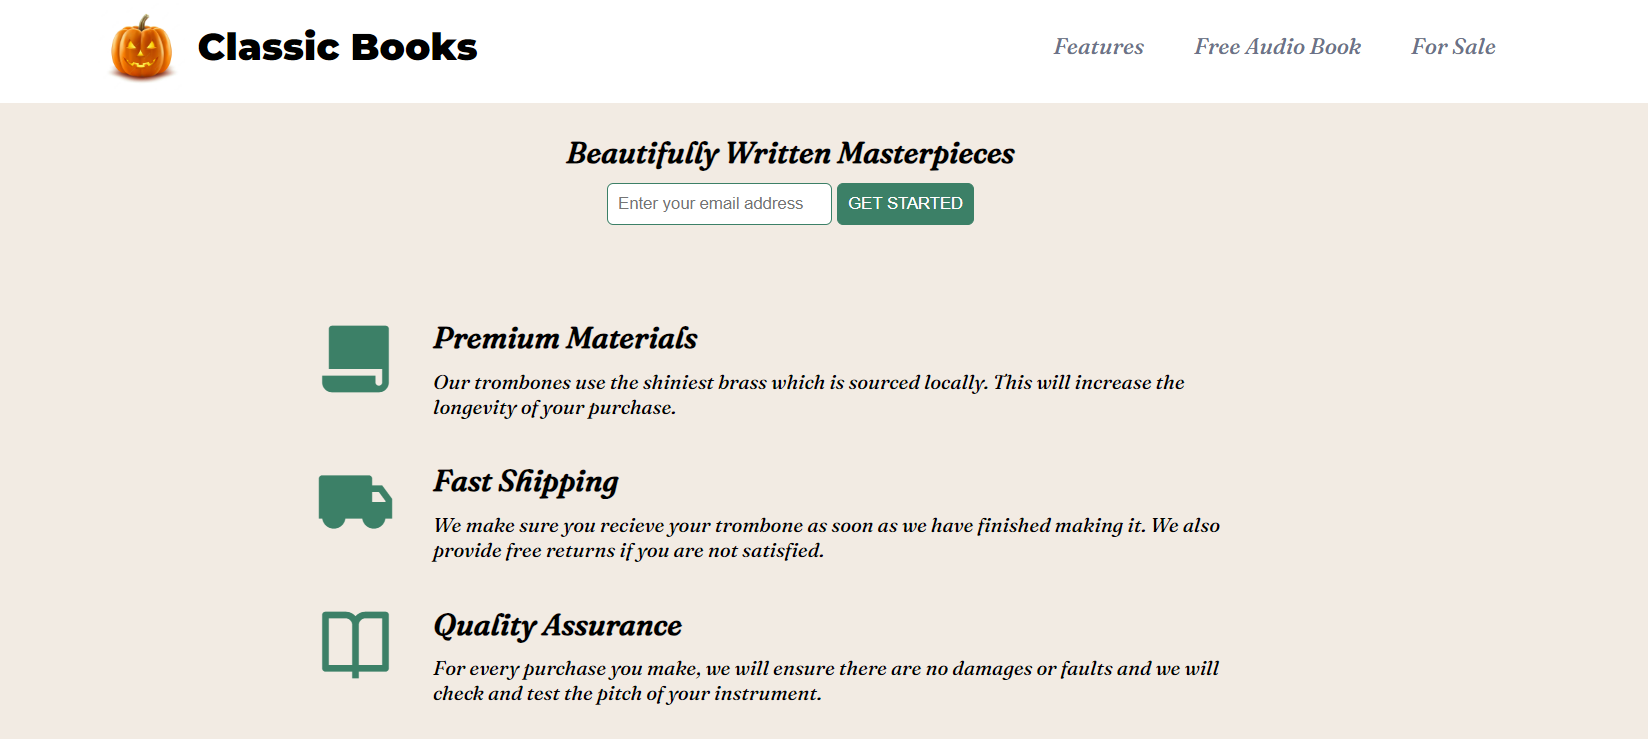 Classic Books
Features
Free Audio Book
For Sale
Beautifully Written Masterpieces
Enter your email address
GET STARTED
Premium Materials
Our trombones use the shiniest brass which is sourced locally. This will increase the
longevity of your purchase.
Fast Shipping
We make sure you recieve your trombone as soon as we have finished making it. We also
provide free returns if you are not satisfied.
Quality Assurance
For every purchase you make, we will ensure there are no damages or faults and we will
check and test the pitch of your instrument.